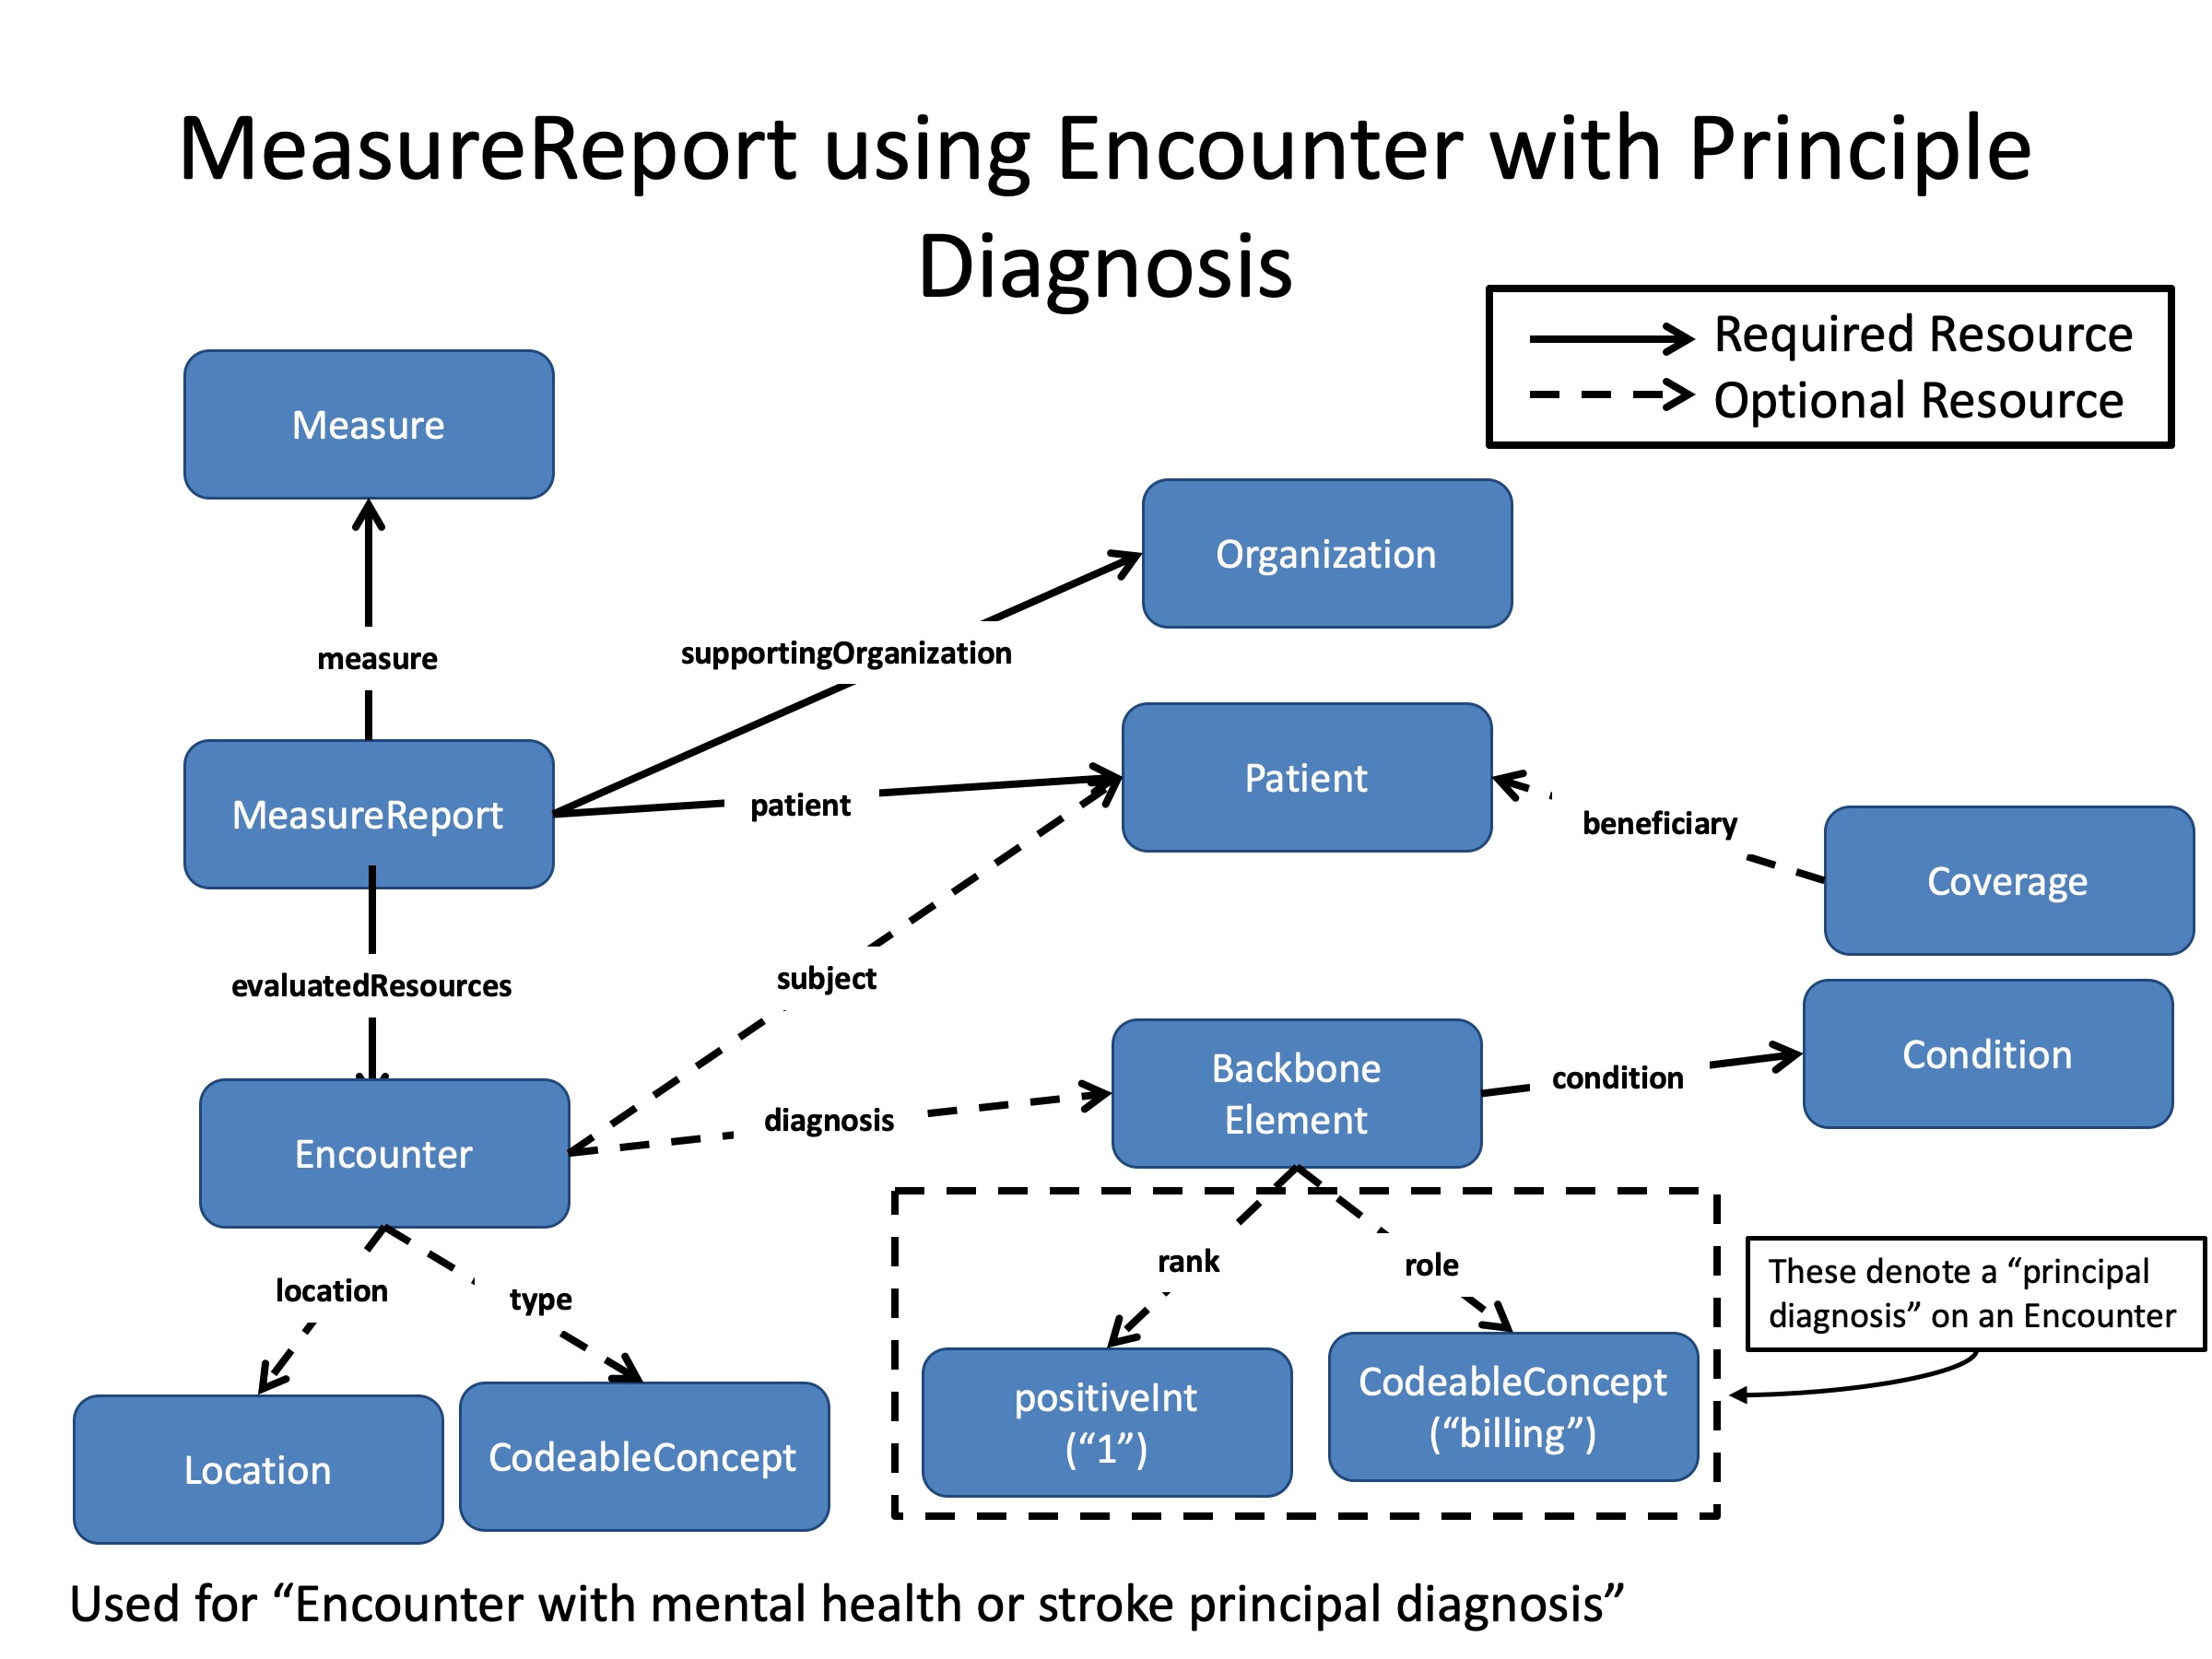 MeasureReport using Encounter with Principle
Diagnosis
Required Resource
Optional Resource
Measure
Organization
measure
supportingOrganization
MeasureReport
patient
Patient
beneficiary
Coverage
evaluatedResources
subject
Backbone
Element
condition
Condition
diagnosis
Encounter
location
type
rank
role
These denote a “principal
diagnosis” on an Encounter
Location
CodeableConcept
positiveInt
(“1”)
CodeableConcept
(“billing”)
Used for “Encounter with mental health or stroke principal diagnosis”